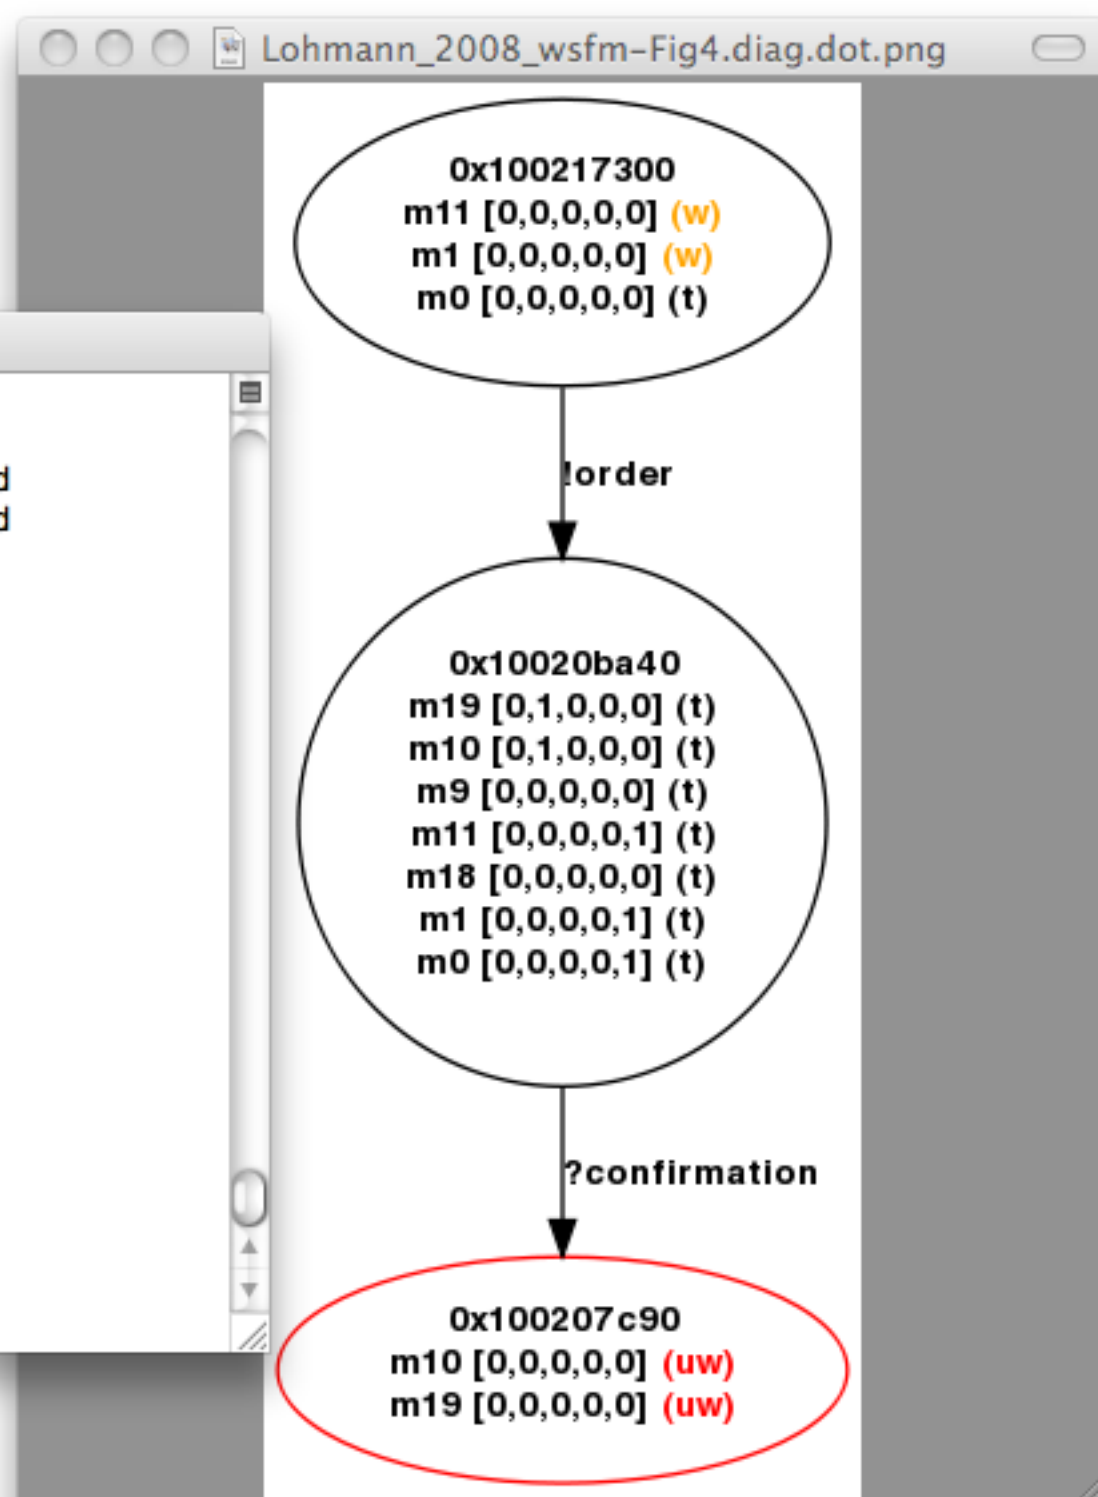 Lohmann_2008_wsfm-Fig4.diag.dot.png
0x100217300
m11 [0,0,0,0,0] (w)
m1 [0,0,0,0,0] (w)
m0 [0,0,0,0,0] (t)
!order
d
d
0x10020ba40
m19 [0,1,0,0,0] (t)
m10 [0,1,0,0,0] (t)
m9 [0,0,0,0,0] (t)
m11 [0,0,0,0,1] (t)
m18 [0,0,0,0,0] (t)
m1 [0,0,0,0,1] (t)
m0 [0,0,0,0,1] (t)
?confirmation
0x100207c90
m10 [0,0,0,0,0] (uw)
m19 [0,0,0,0,0] (uw)